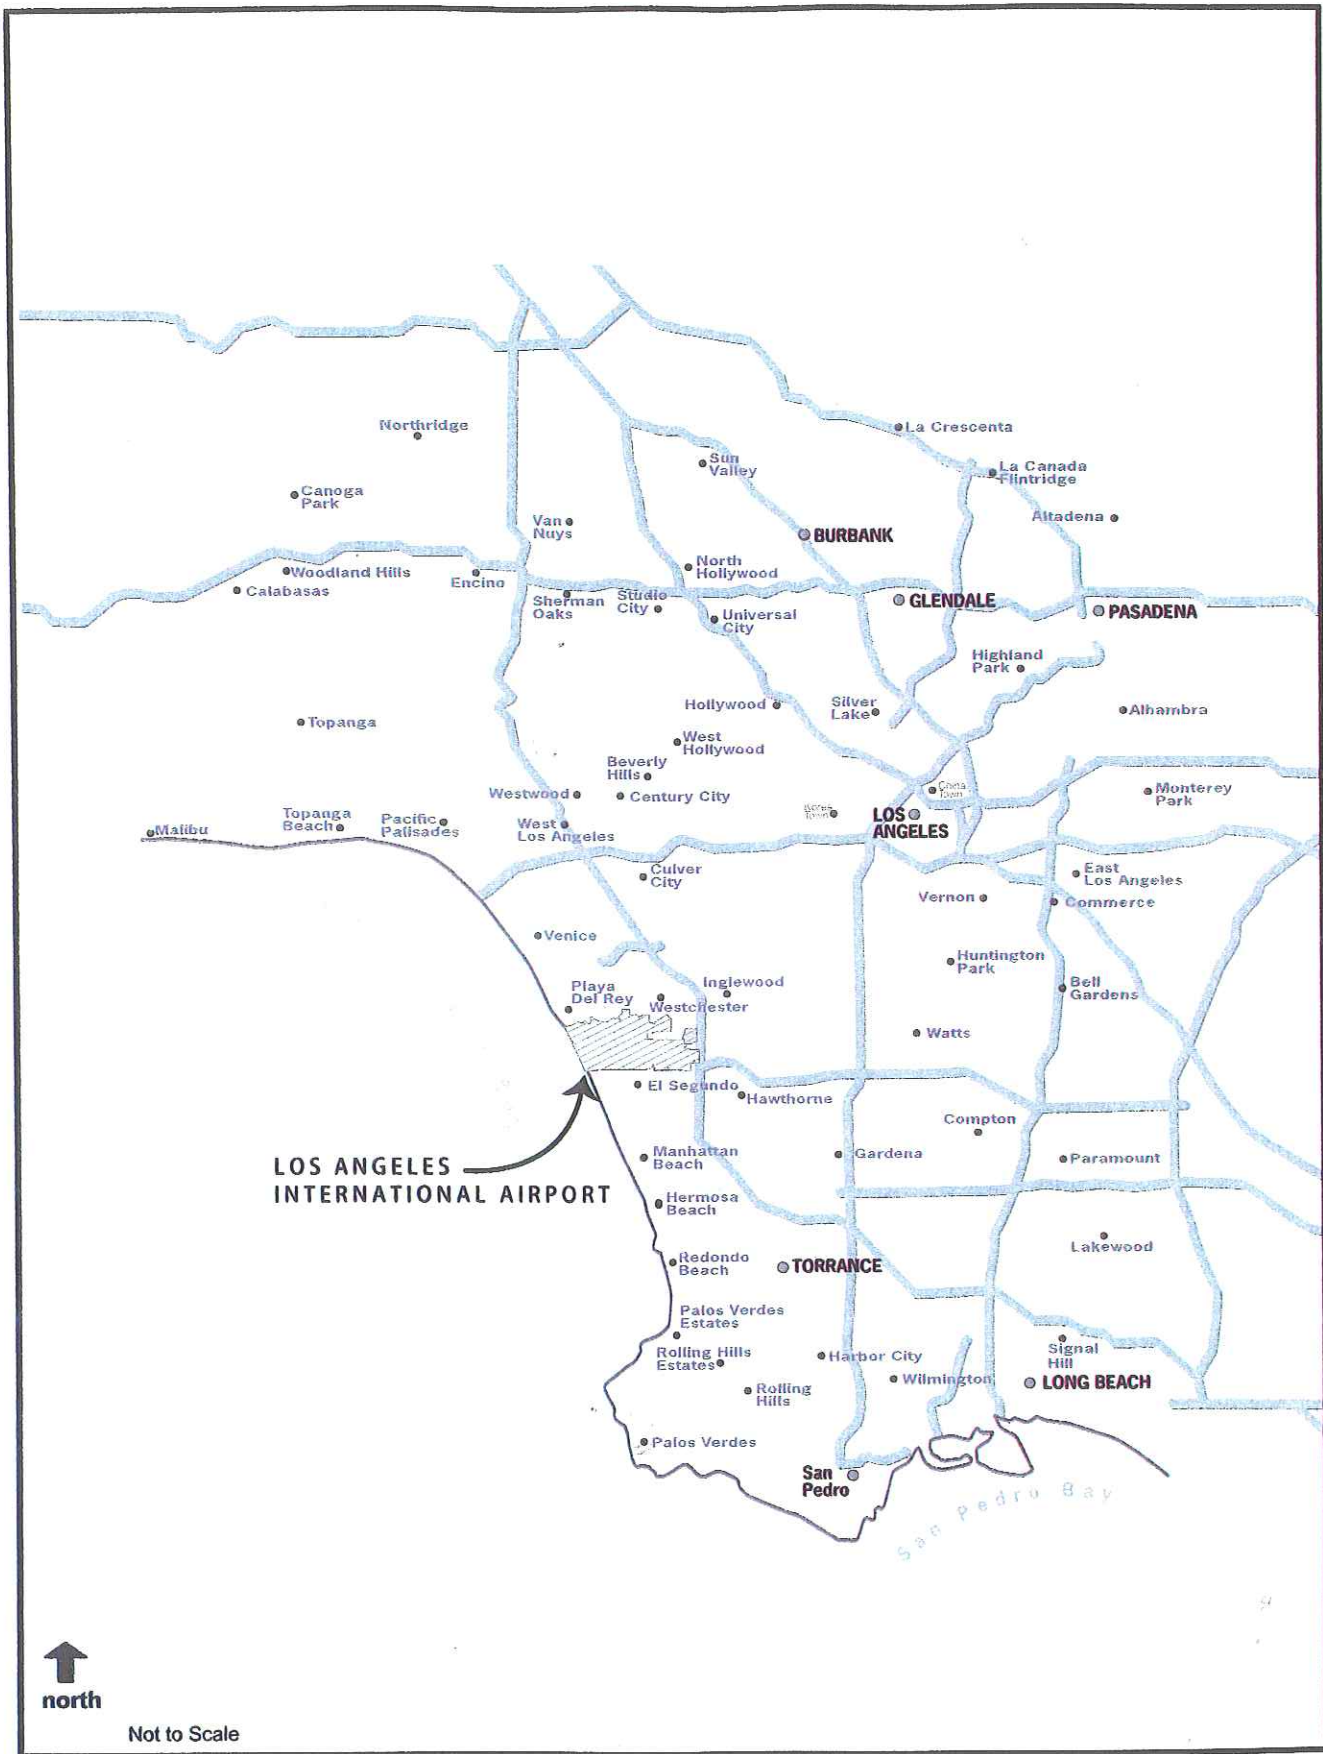 Northridge
La Crescenta
Sun
Valley
La Canada
Flintridge
Canoga
Park
Altadena
Van
Nuys
BURBANK
North
Hollywood
Woodland Hills
Encino
Calabasas
Sherman
Oaks
Studio
City
GLENDALE
PASADENA
Universal
City
Highland
Park
Hollywood
Silver
Lake
Alhambra
Topanga
West
Hollywood
Beverly
Hills
Westwood
Century City
China
Town
Monterey
Park
Malibu
Topanga
Beach
Pacific
Palisades
West
Los Angeles
Korea
Town
LOS
ANGELES
Culver
City
East
Los Angeles
Vernon
Commerce
Venice
Huntington
Park
Playa
Del Rey
Westchester
Inglewood
Bell
Gardens
Watts
El Segundo
Hawthorne
Compton
LOS ANGELES
INTERNATIONAL AIRPORT
Manhattan
Beach
Gardena
Paramount
Hermosa
Beach
Lakewood
Redondo
Beach
TORRANCE
Palos Verdes
Estates
Rolling Hills
Estates
Harbor City
Signal
Hill
Rolling
Hills
Wilmington
LONG BEACH
Palos Verdes
San
Pedro
San Pedro Bay
north
Not to Scale